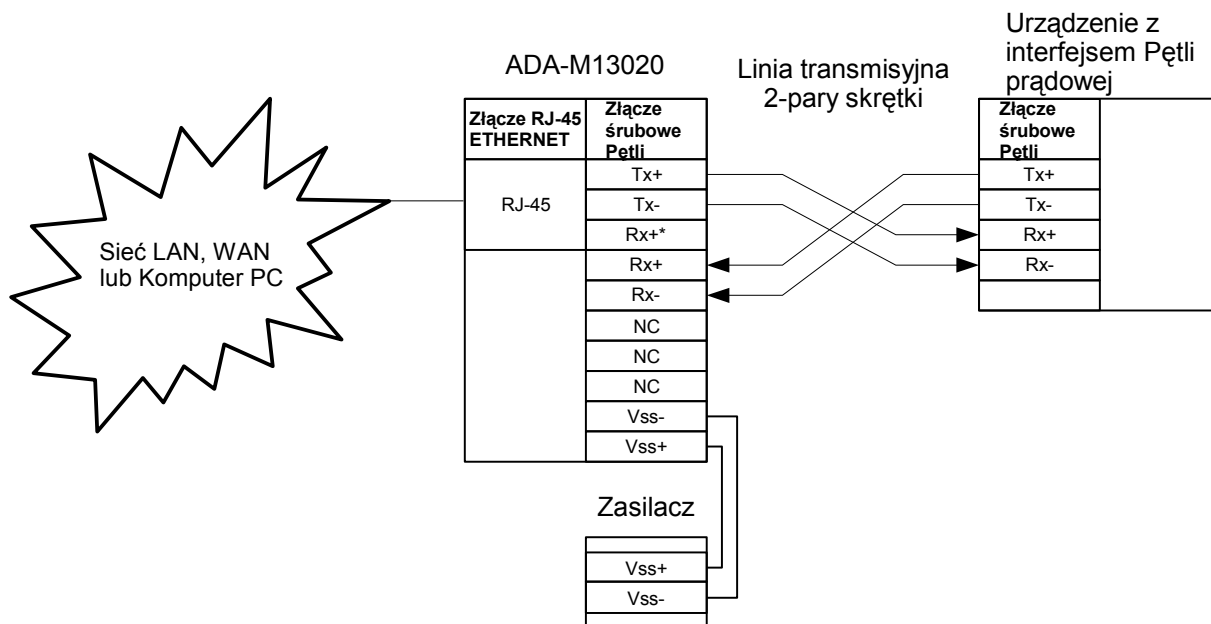 Urządzenie z
interfejsem Pętli
prądowej
ADA-M13020
Linia transmisyjna
2-pary skrętki
Złącze RJ-45
ETHERNET
Złącze
śrubowe
Pętli
RJ-45
Tx+
Tx-
Rx+*
Rx+
Rx-
NC
NC
NC
Vss-
Vss+
Złącze
śrubowe
Pętli
Tx+
Tx-
Rx+
Rx-
Sieć LAN, WAN
lub Komputer PC
Zasilacz
Vss+
Vss-